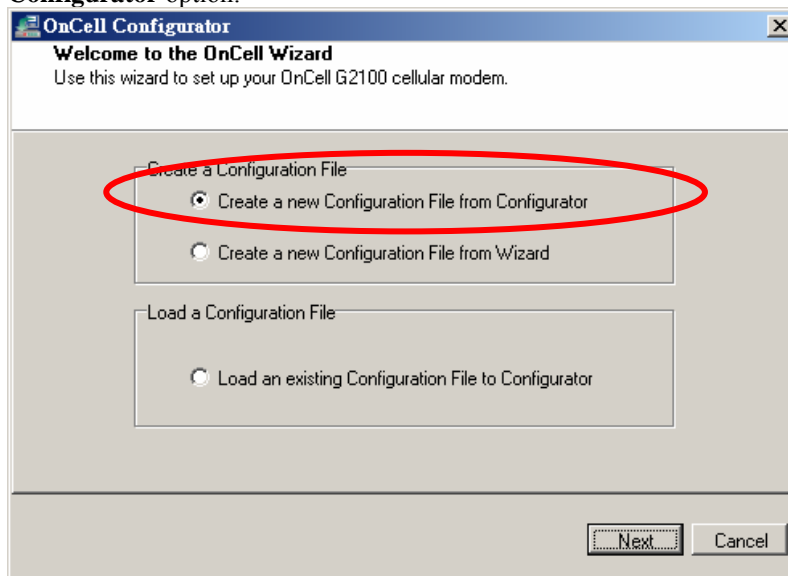 Configurator option.
OnCell Configurator
Welcome to the OnCell Wizard
Use this wizard to set up your OnCell G2100 cellular modem.
Create a Configuration File
Create a new Configuration File from Configurator
Create a new Configuration File from Wizard
Load a Configuration File
Load an existing Configuration File to Configurator
Next
Cancel